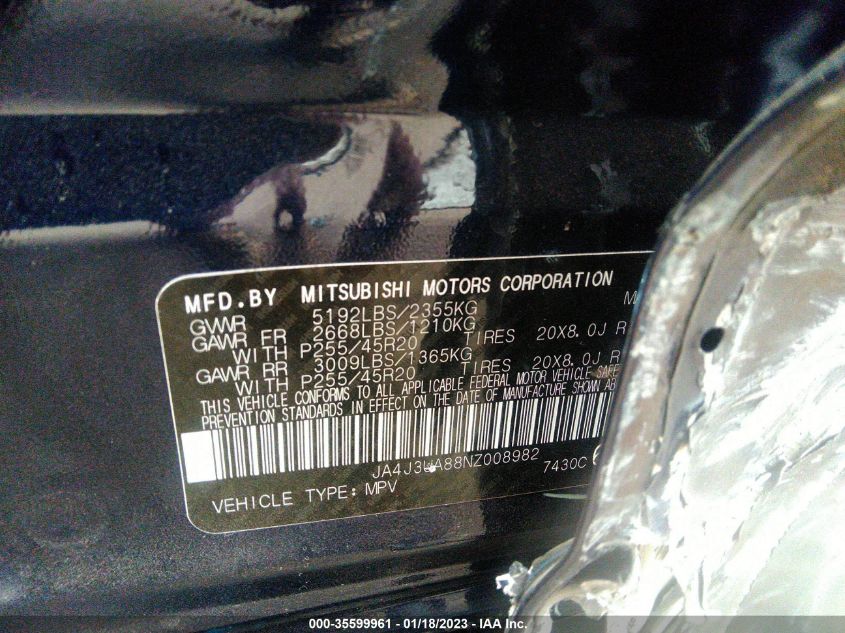 MFD.BY MITSUBISHI MOTORS CORPORATION
GVWR 5192LBS/2355KG
GAWR FR 2668LBS/1210KG
WITH P255/45R20 TIRES 20X8.0J R
GAWR RR 3009LBS/1365KG
WITH P255/45R20 TIRES 20X8.0J R
THIS VEHICLE CONFORMS TO ALL APPLICABLE FEDERAL MOTOR VEHICLE SAFE
PREVENTION STANDARDS IN EFFECT ON THE DATE OF MANUFACTURE SHOWN AB
JA4J3WA88NZ008982
7430C
VEHICLE TYPE: MPV
000-35599961 - 01/18/2023 - IAA Inc.